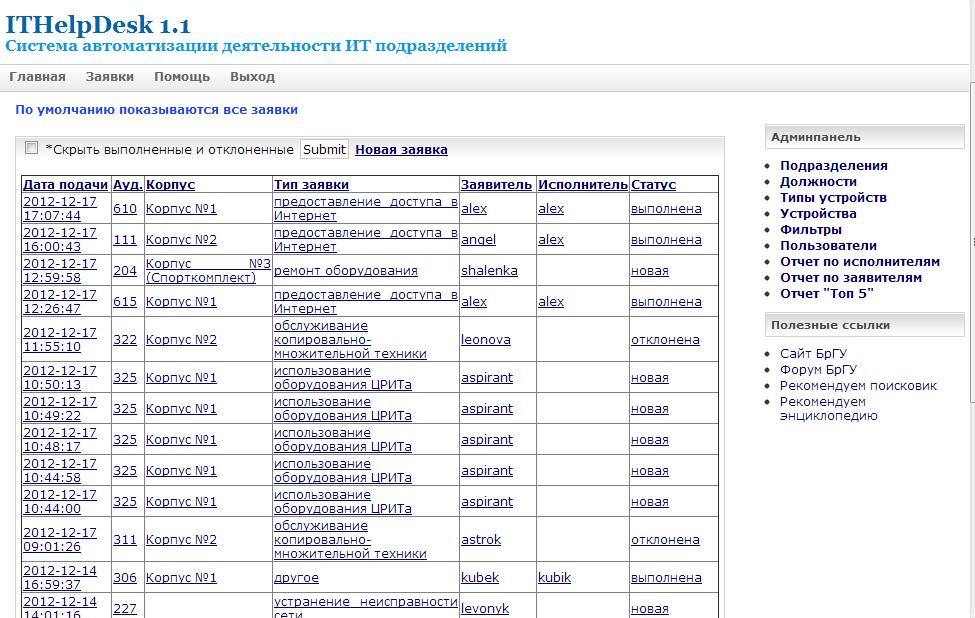 ITHelpDesk 1.1
Система автоматизации деятельности ИТ подразделений
Главная Заявки Помощь Выход
По умолчанию показываются все заявки
*Скрыть выполненные и отклоненные Submit Новая заявка
Дата подачи Ауд. Корпус Тип заявки Заявитель Исполнитель Статус
2012-12-17 17:07:44 610 Корпус №1 предоставление доступа в Интернет alex alex выполнена
2012-12-17 16:00:43 111 Корпус №2 предоставление доступа в Интернет angel alex выполнена
2012-12-17 12:59:58 204 Корпус №3 (Спорткомплект) ремонт оборудования shalenka новая
2012-12-17 12:26:47 615 Корпус №1 предоставление доступа в Интернет alex alex выполнена
2012-12-17 11:55:10 322 Корпус №2 обслуживание копировально-множительной техники leonova отклонена
2012-12-17 10:50:13 325 Корпус №1 использование оборудования ЦРИТа aspirant новая
2012-12-17 10:49:22 325 Корпус №1 использование оборудования ЦРИТа aspirant новая
2012-12-17 10:48:17 325 Корпус №1 использование оборудования ЦРИТа aspirant новая
2012-12-17 10:44:58 325 Корпус №1 использование оборудования ЦРИТа aspirant новая
2012-12-17 10:44:00 325 Корпус №1 использование оборудования ЦРИТа aspirant новая
2012-12-17 09:01:26 311 Корпус №2 обслуживание копировально-множительной техники astrok отклонена
2012-12-14 16:59:37 306 Корпус №1 другое kubek kubik выполнена
2012-12-14 14:01:16 227 устранение неисправности сети levonyk новая
Админпанель
Подразделения
Должности
Типы устройств
Устройства
Фильтры
Пользователи
Отчет по исполнителям
Отчет по заявителям
Отчет "Топ 5"
Полезные ссылки
Сайт БрГУ
Форум БрГУ
Рекомендуем поисковик
Рекомендуем
энциклопедию